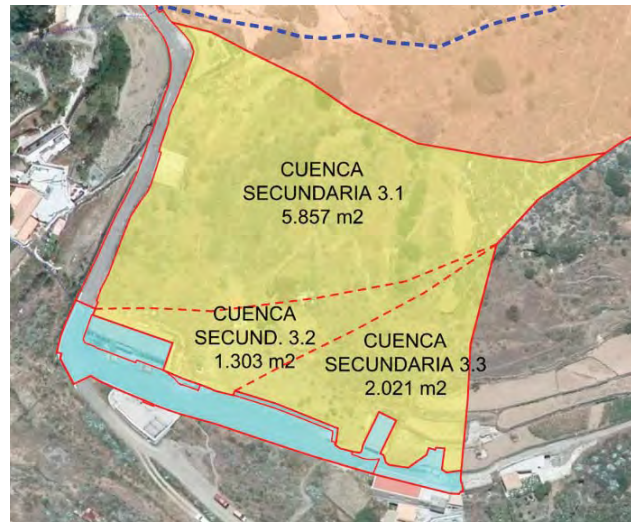 CUENCA
SECUNDARIA 3.1
5.857 m2
CUENCA
SECUND. 3.2
1.303 m2
CUENCA
SECUNDARIA 3.3
2.021 m2